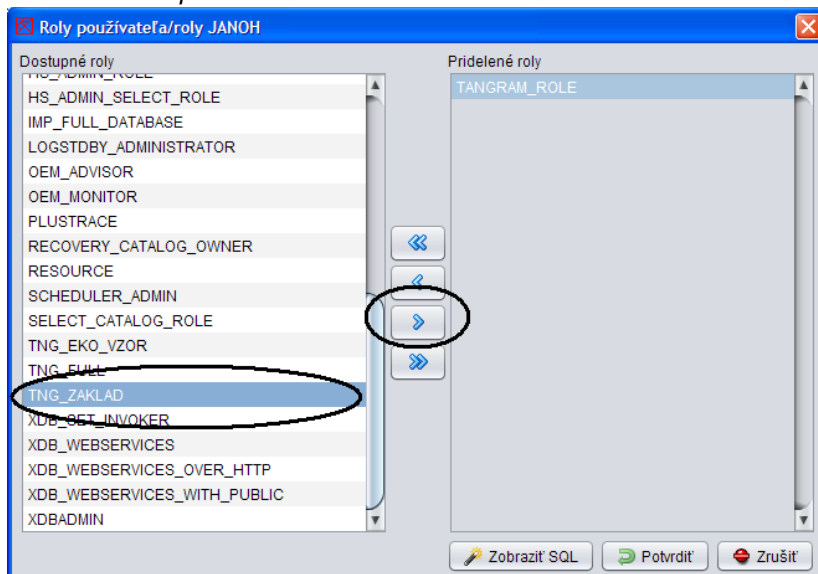 Roly používateľa/roly JANOH
Dostupné roly
HS_ADMIN_ROLE
HS_ADMIN_SELECT_ROLE
IMP_FULL_DATABASE
LOGSTDBY_ADMINISTRATOR
OEM_ADVISOR
OEM_MONITOR
PLUSTRACE
RECOVERY_CATALOG_OWNER
RESOURCE
SCHEDULER_ADMIN
SELECT_CATALOG_ROLE
TNG_EKO_VZOR
TNG_FULL
TNG_ZAKLAD
XDB_SET_INVOKER
XDB_WEBSERVICES
XDB_WEBSERVICES_OVER_HTTP
XDB_WEBSERVICES_WITH_PUBLIC
XDBADMIN
Pridelené roly
TANGRAM_ROLE
Zobraziť SQL
Potvrdiť
Zrušiť